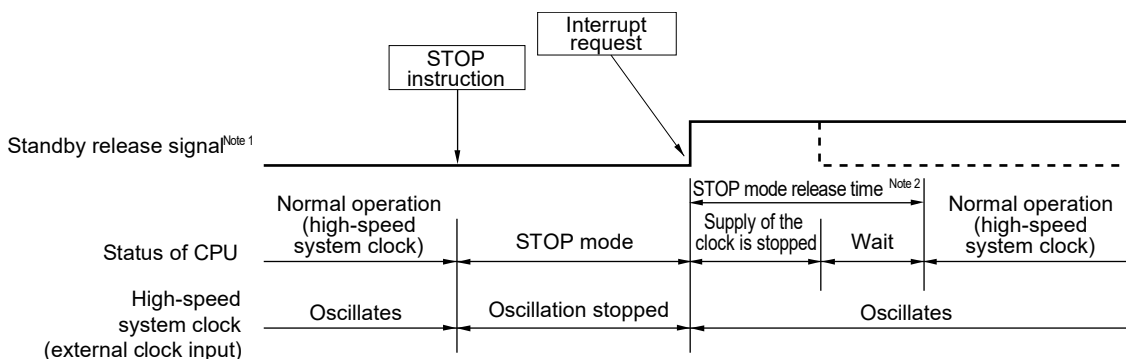 Interrupt
request
STOP
instruction
Standby release signal Note 1
STOP mode release time Note 2
Normal operation
(high-speed
system clock)
Supply of the
clock is stopped
Normal operation
(high-speed
system clock)
Status of CPU
STOP mode
Wait
High-speed
system clock
(external clock input)
Oscillates
Oscillation stopped
Oscillates